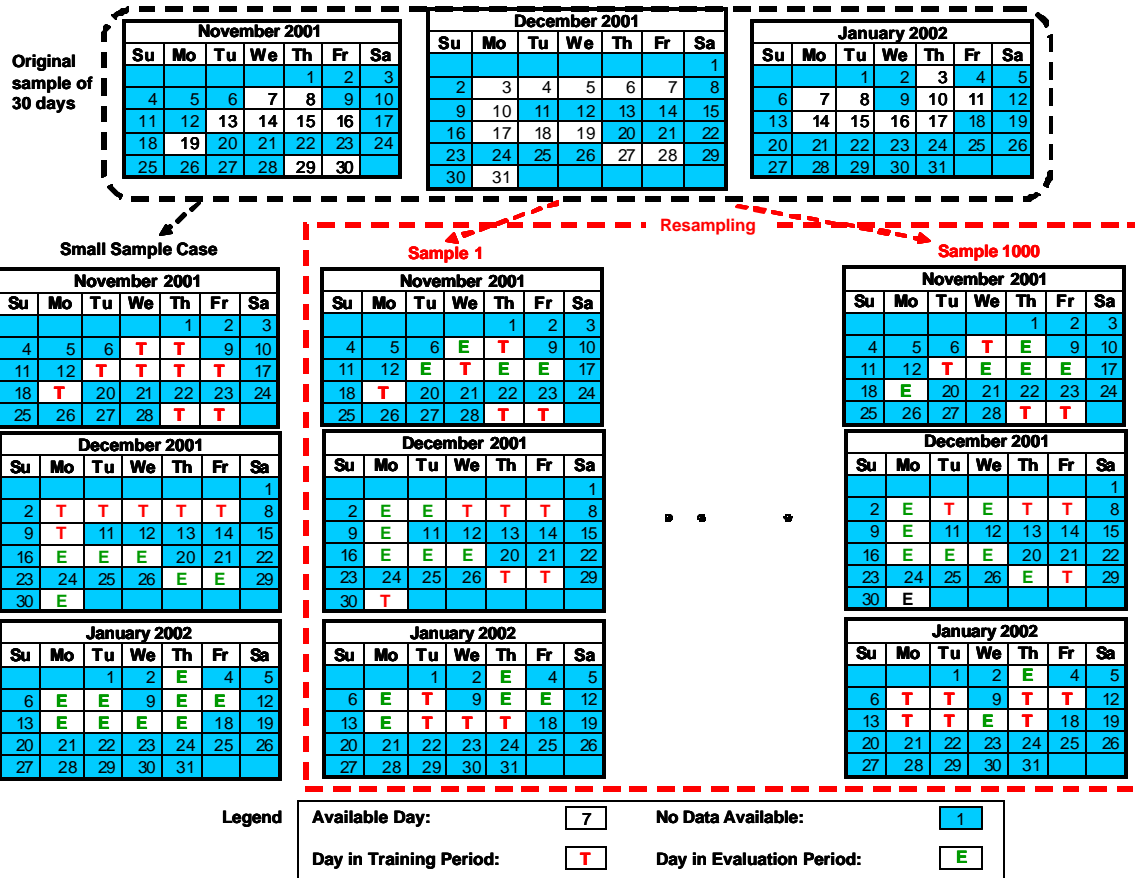 Original
sample of
30 days
November 2001
Su Mo Tu We Th Fr Sa
1 2 3
4 5 6 7 8 9 10
11 12 13 14 15 16 17
18 19 20 21 22 23 24
25 26 27 28 29 30
December 2001
Su Mo Tu We Th Fr Sa
1
2 3 4 5 6 7 8
9 10 11 12 13 14 15
16 17 18 19 20 21 22
23 24 25 26 27 28 29
30 31
January 2002
Su Mo Tu We Th Fr Sa
1 2 3 4 5
6 7 8 9 10 11 12
13 14 15 16 17 18 19
20 21 22 23 24 25 26
27 28 29 30 31
Resampling
Small Sample Case
November 2001
Su Mo Tu We Th Fr Sa
1 2 3
4 5 6 T T 9 10
11 12 T T T T 17
18 T 20 21 22 23 24
25 26 27 28 T T
December 2001
Su Mo Tu We Th Fr Sa
1
2 T T T T T 8
9 T 11 12 13 14 15
16 E E E 20 21 22
23 24 25 26 E E 29
30 E
January 2002
Su Mo Tu We Th Fr Sa
1 2 E 4 5
6 E E 9 E E 12
13 E E E E 18 19
20 21 22 23 24 25 26
27 28 29 30 31
Sample 1
November 2001
Su Mo Tu We Th Fr Sa
1 2 3
4 5 6 E T 9 10
11 12 E T E E 17
18 T 20 21 22 23 24
25 26 27 28 T T
December 2001
Su Mo Tu We Th Fr Sa
1
2 E E T T T 8
9 E 11 12 13 14 15
16 E E E 20 21 22
23 24 25 26 T T 29
30 T
January 2002
Su Mo Tu We Th Fr Sa
1 2 E 4 5
6 E T 9 E E 12
13 E T T T 18 19
20 21 22 23 24 25 26
27 28 29 30 31
Sample 1000
November 2001
Su Mo Tu We Th Fr Sa
1 2 3
4 5 6 T E 9 10
11 12 T E E E 17
18 E 20 21 22 23 24
25 26 27 28 T T
December 2001
Su Mo Tu We Th Fr Sa
1
2 E T E T T 8
9 E 11 12 13 14 15
16 E E E 20 21 22
23 24 25 26 E T 29
30 E
January 2002
Su Mo Tu We Th Fr Sa
1 2 E 4 5
6 T T 9 T T 12
13 T T E T 18 19
20 21 22 23 24 25 26
27 28 29 30 31
Legend
Available Day: 7 No Data Available: 1
Day in Training Period: T Day in Evaluation Period: E